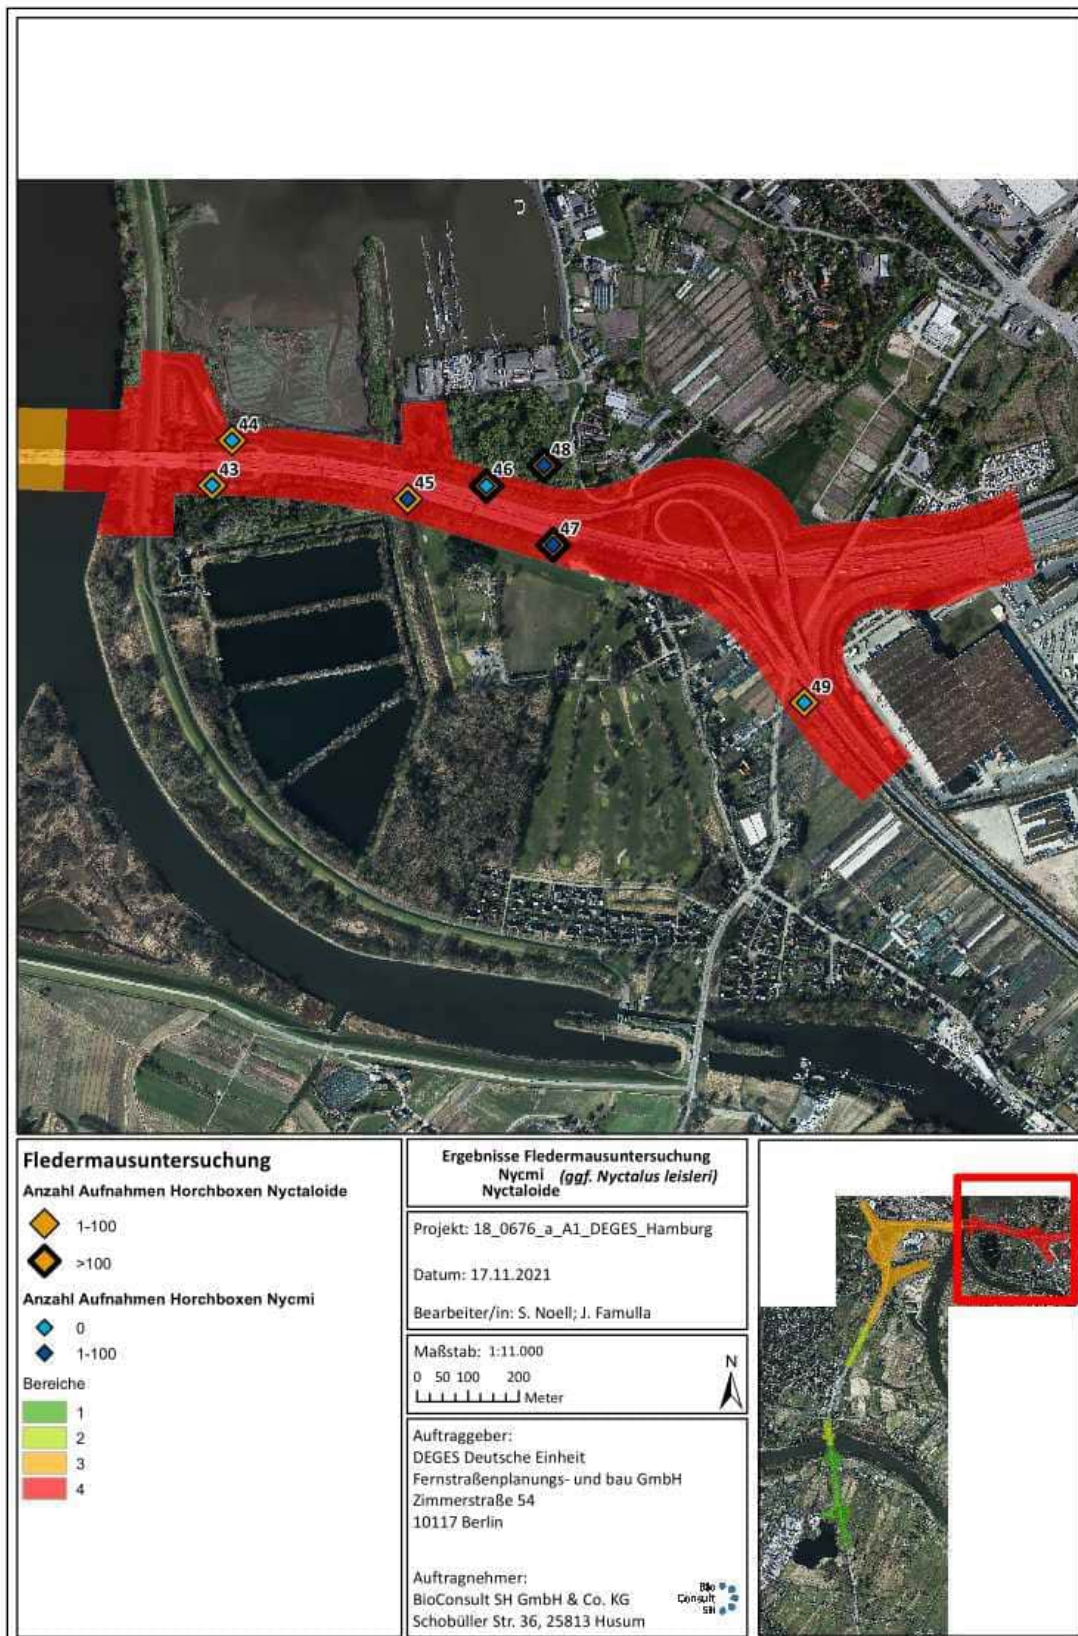 44
43
45
46
48
47
49
Fledermausuntersuchung
Anzahl Aufnahmen Horchboxen Nyctaloide
1-100
>100
Anzahl Aufnahmen Horchboxen Nycmi
0
1-100
Bereiche
1
2
3
4
Ergebnisse Fledermausuntersuchung
Nycmi (ggf. Nyctalus leisleri)
Nyctaloide
Projekt: 18_0676_a_A1_DEGES_Hamburg
Datum: 17.11.2021
Bearbeiter/in: S. Noell; J. Famulla
Maßstab: 1:11.000
0 50 100 200
Meter
N
Auftraggeber:
DEGES Deutsche Einheit
Fernstraßenplanungs- und bau GmbH
Zimmerstraße 54
10117 Berlin
Auftragnehmer:
BioConsult SH GmbH & Co. KG
Schobüller Str. 36, 25813 Husum
Bio
Consult
SH